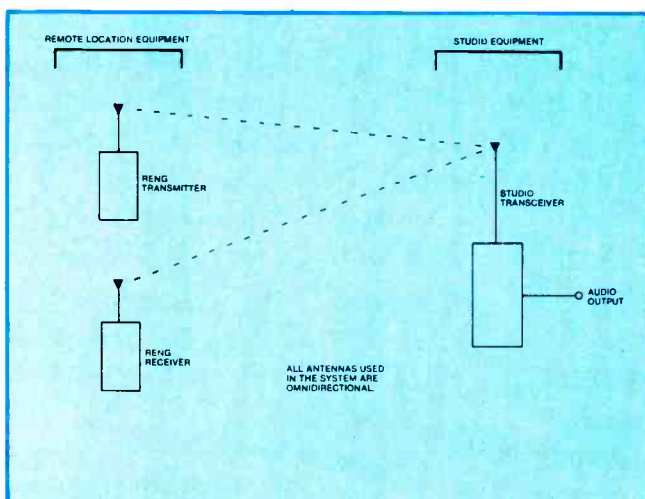 REMOTE LOCATION EQUIPMENT
STUDIO EQUIPMENT
RENG
TRANSMITTER
STUDIO
TRANSCEIVER
AUDIO
OUTPUT
RENG
RECEIVER
ALL ANTENNAS USED
IN THE SYSTEM ARE
OMNIDIRECTIONAL